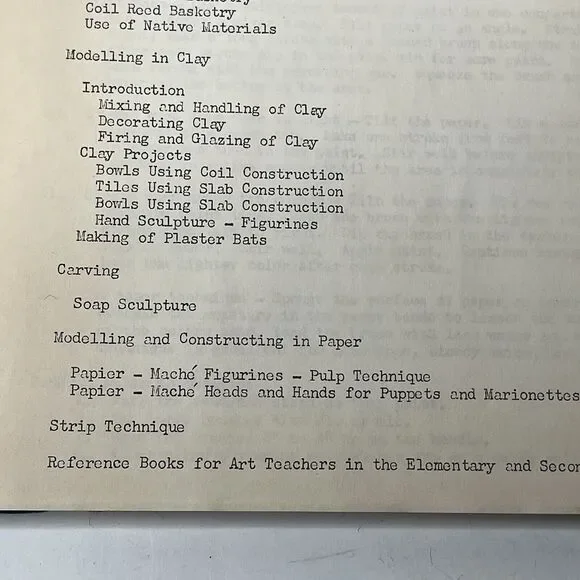 Coil Reed Basketry
Use of Native Materials
Modelling in Clay
Introduction
Mixing and Handling of Clay
Decorating Clay
Firing and Glazing of Clay
Clay Projects
Bowls Using Coil Construction
Tiles Using Slab Construction
Bowls Using Slab Construction
Hand Sculpture - Figurines
Making of Plaster Bats
Carving
Soap Sculpture
Modelling and Constructing in Paper
Papier - Maché Figurines - Pulp Technique
Papier - Maché Heads and Hands for Puppets and Marionettes
Strip Technique
Reference Books for Art Teachers in the Elementary and Secon